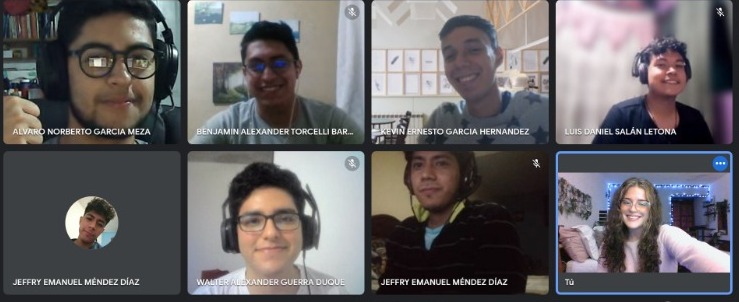 ALVARO NORBERTO GARCIA MEZA
BENJAMIN ALEXANDER TORCELLI BAR...
KEVIN ERNESTO GARCIA HERNANDEZ
LUIS DANIEL SALÁN LETONA
JEFFRY EMANUEL MÉNDEZ DÍAZ
WALTER ALEXANDER GUERRA DUQUE
JEFFRY EMANUEL MÉNDEZ DÍAZ
Tú